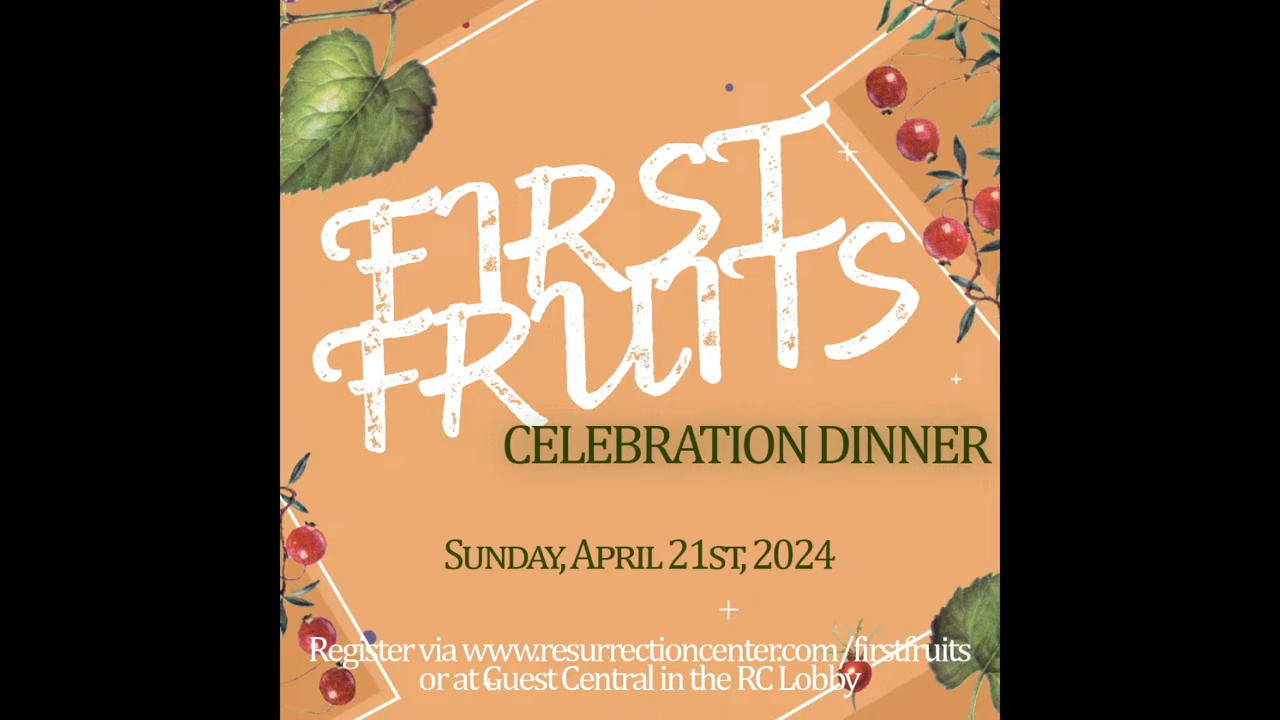 FIRST
FRUITS
CELEBRATION DINNER
SUNDAY, APRIL 21ST, 2024
Register via www.resurrectioncenter.com/firstfruits
or at Guest Central in the RC Lobby